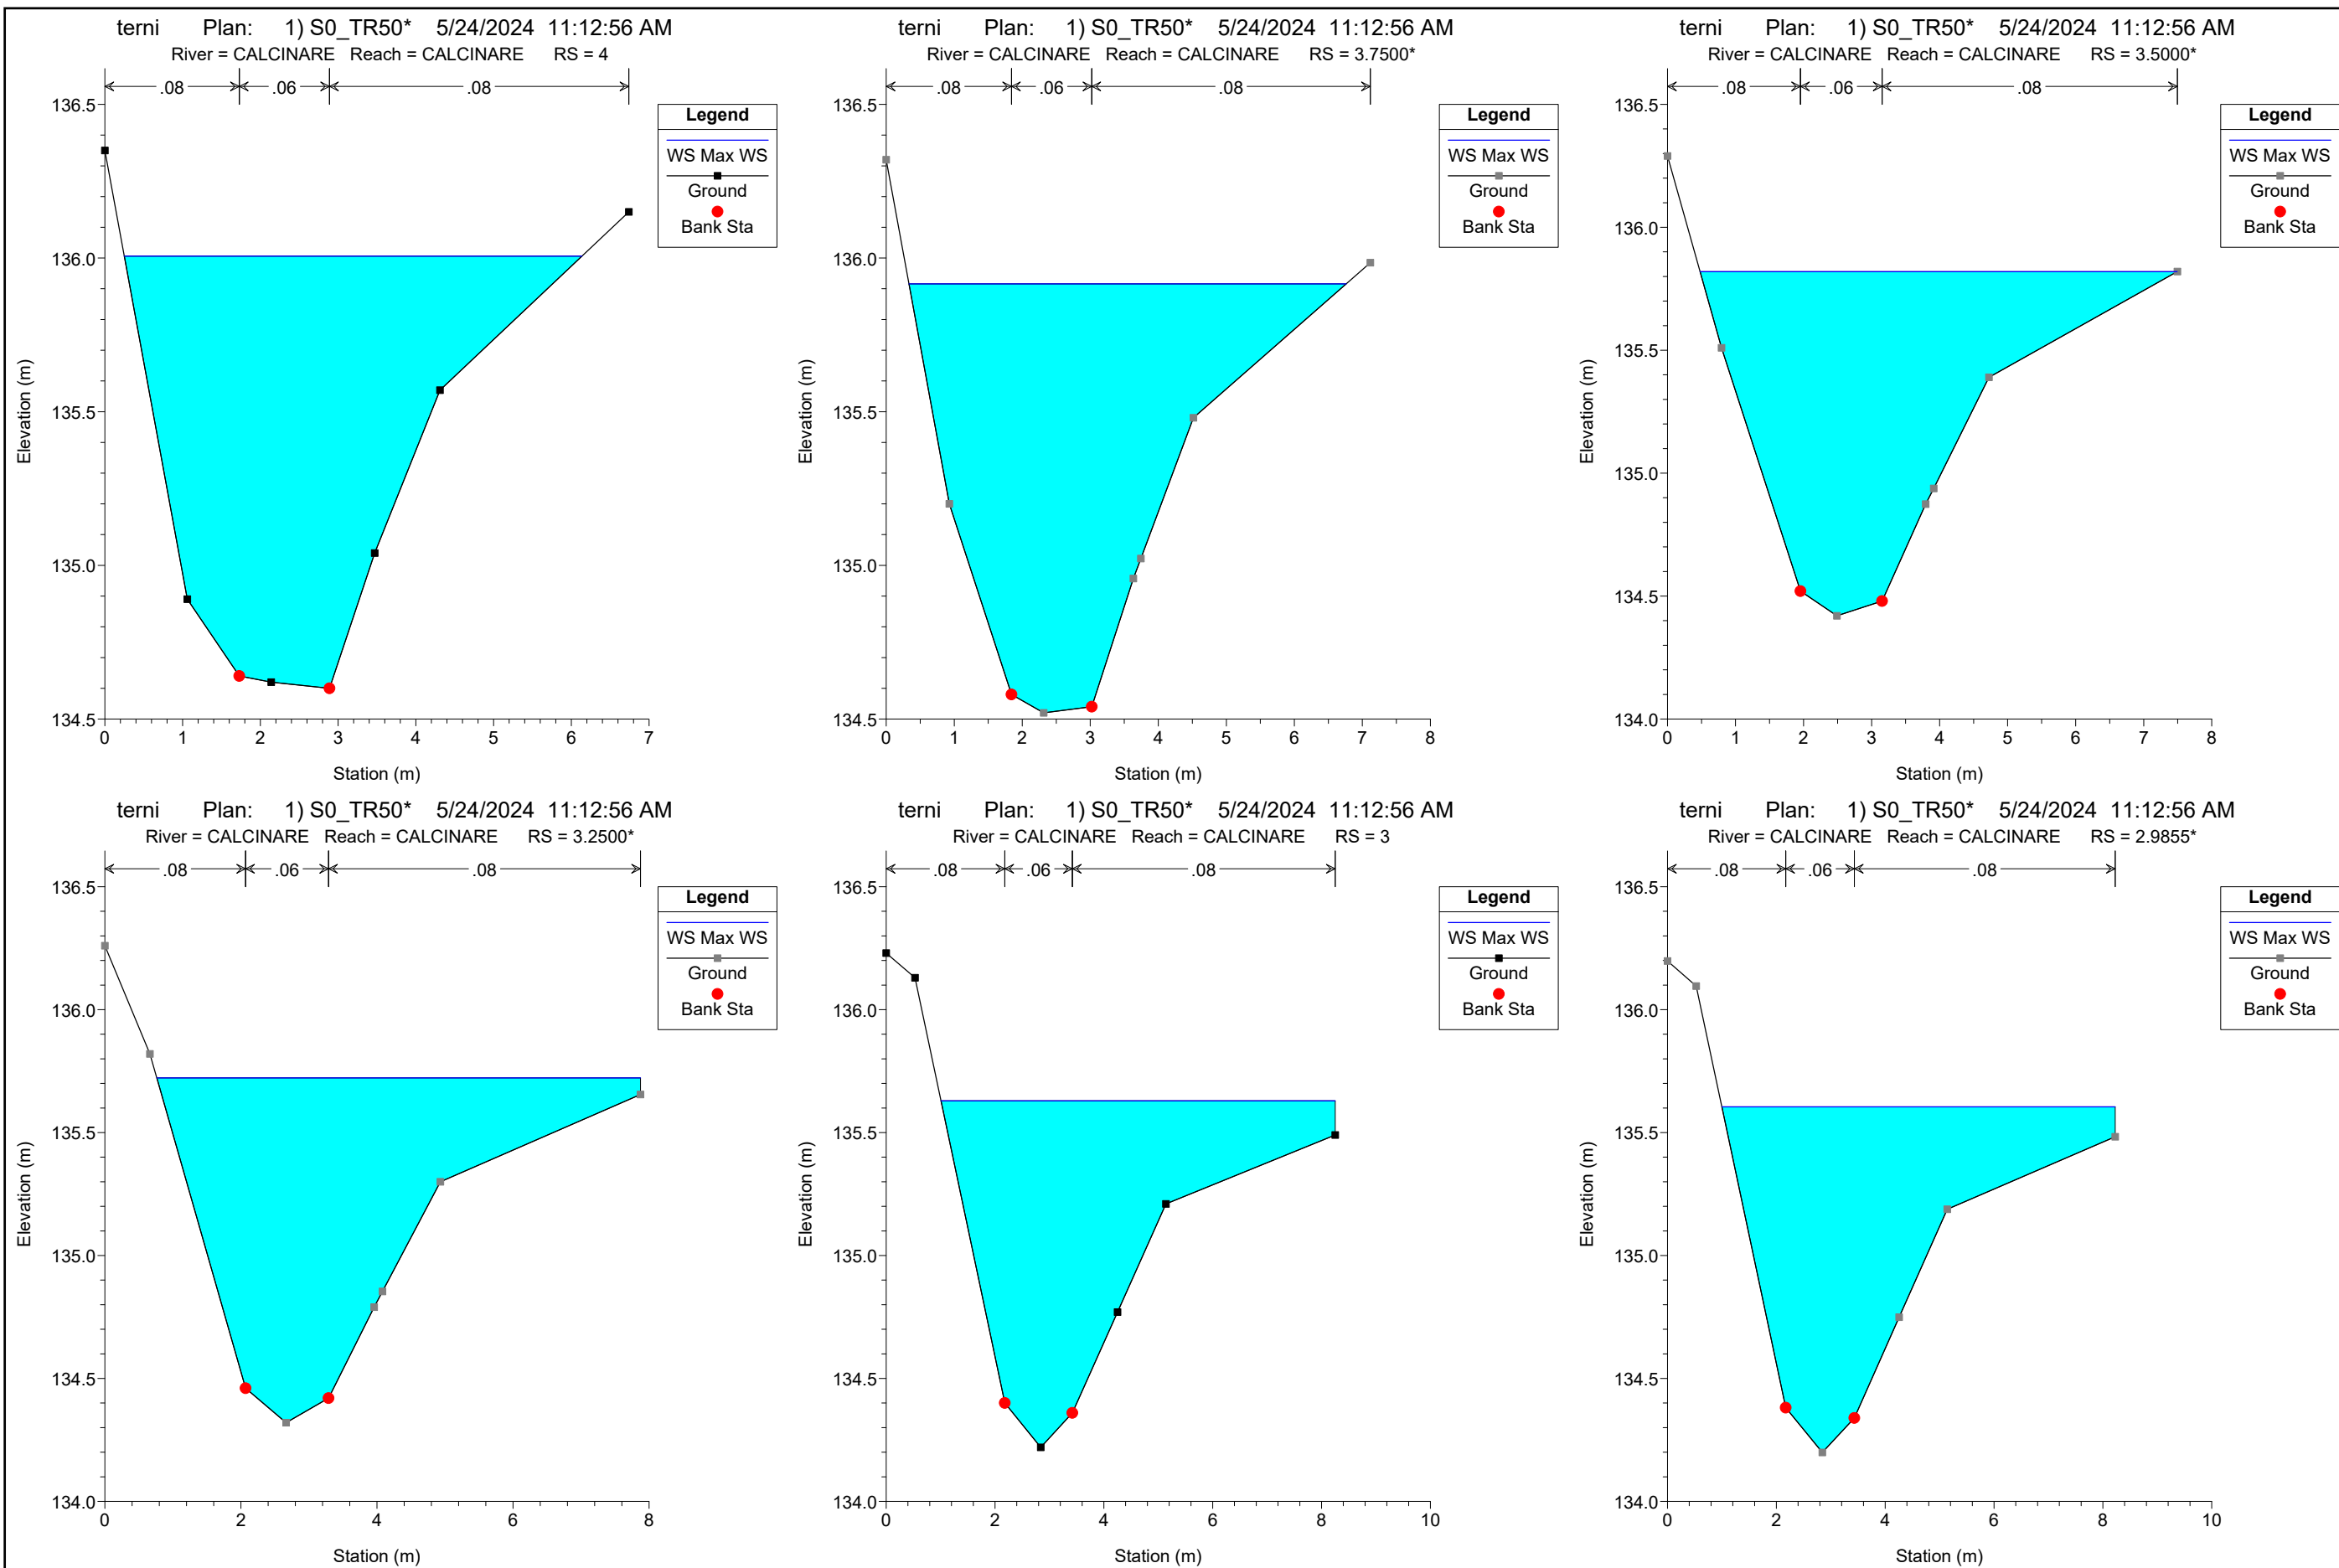 terni Plan: 1) S0_TR50* 5/24/2024 11:12:56 AM
River = CALCINARE Reach = CALCINARE RS = 4
.08 .06 .08
Legend
WS Max WS
Ground
Bank Sta
136.5
136.0
135.5
135.0
134.5
Elevation (m)
0 1 2 3 4 5 6 7
Station (m)
terni Plan: 1) S0_TR50* 5/24/2024 11:12:56 AM
River = CALCINARE Reach = CALCINARE RS = 3.7500*
.08 .06 .08
Legend
WS Max WS
Ground
Bank Sta
136.5
136.0
135.5
135.0
134.5
Elevation (m)
0 1 2 3 4 5 6 7 8
Station (m)
terni Plan: 1) S0_TR50* 5/24/2024 11:12:56 AM
River = CALCINARE Reach = CALCINARE RS = 3.5000*
.08 .06 .08
Legend
WS Max WS
Ground
Bank Sta
136.5
136.0
135.5
135.0
134.5
134.0
Elevation (m)
0 1 2 3 4 5 6 7 8
Station (m)
terni Plan: 1) S0_TR50* 5/24/2024 11:12:56 AM
River = CALCINARE Reach = CALCINARE RS = 3.2500*
.08 .06 .08
Legend
WS Max WS
Ground
Bank Sta
136.5
136.0
135.5
135.0
134.5
134.0
Elevation (m)
0 2 4 6 8
Station (m)
terni Plan: 1) S0_TR50* 5/24/2024 11:12:56 AM
River = CALCINARE Reach = CALCINARE RS = 3
.08 .06 .08
Legend
WS Max WS
Ground
Bank Sta
136.5
136.0
135.5
135.0
134.5
134.0
Elevation (m)
0 2 4 6 8 10
Station (m)
terni Plan: 1) S0_TR50* 5/24/2024 11:12:56 AM
River = CALCINARE Reach = CALCINARE RS = 2.9855*
.08 .06 .08
Legend
WS Max WS
Ground
Bank Sta
136.5
136.0
135.5
135.0
134.5
134.0
Elevation (m)
0 2 4 6 8 10
Station (m)